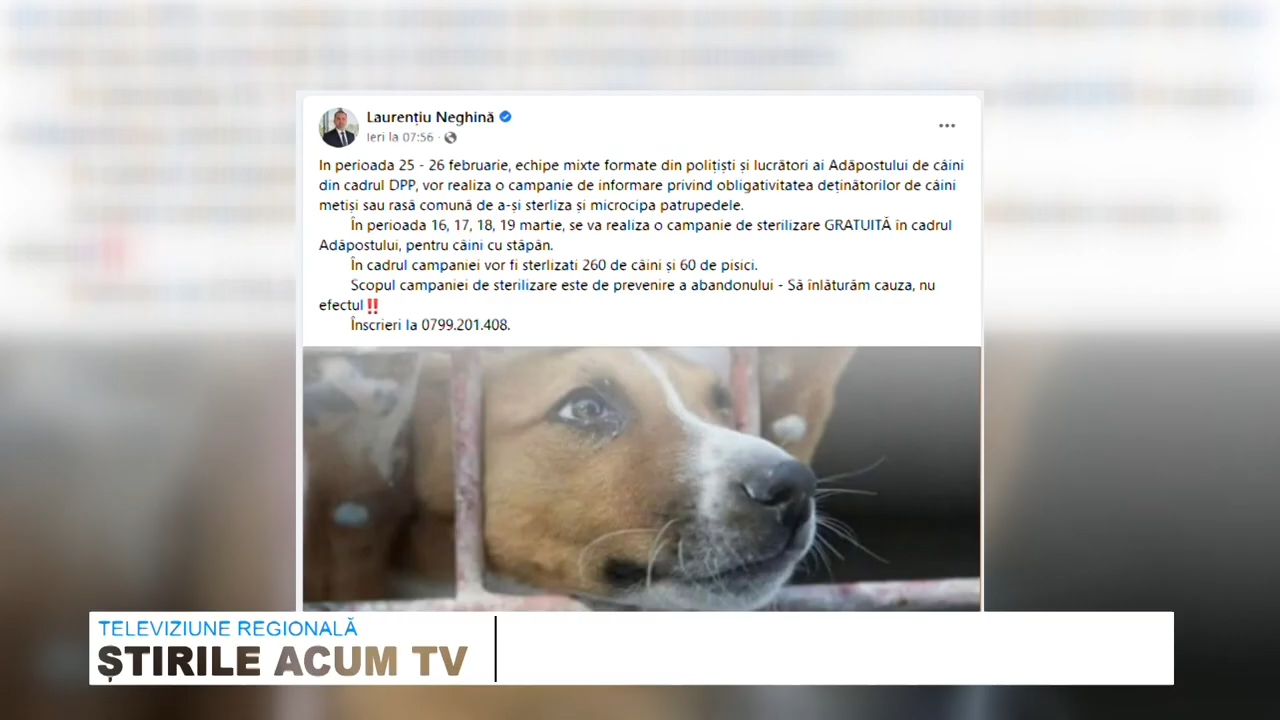 Laurențiu Neghină
Ieri la 07:56 ·
In perioada 25 - 26 februarie, echipe mixte formate din polițiști și lucrători ai Adăpostului de câini
din cadrul DPP, vor realiza o campanie de informare privind obligativitatea deținătorilor de câini
metiși sau rasă comună de a-și sterliza și microcipa patrupedele.
În perioada 16, 17, 18, 19 martie, se va realiza o campanie de sterilizare GRATUITĂ în cadrul
Adăpostului, pentru câini cu stăpân.
În cadrul campaniei vor fi sterlizati 260 de câini și 60 de pisici.
Scopul campaniei de sterilizare este de prevenire a abandonului - Să înlăturăm cauza, nu
efectul‼️
Înscrieri la 0799.201.408.
TELEVIZIUNE REGIONALĂ
ȘTIRILE ACUM TV